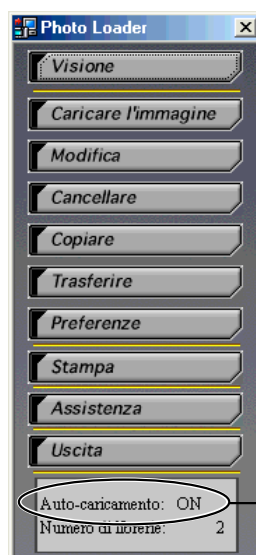 Photo Loader
Visione
Caricare l'immagine
Modifica
Cancellare
Copiare
Trasferire
Preferenze
Stampa
Assistenza
Uscita
Auto-caricamento: ON
Numero di librerie: 2